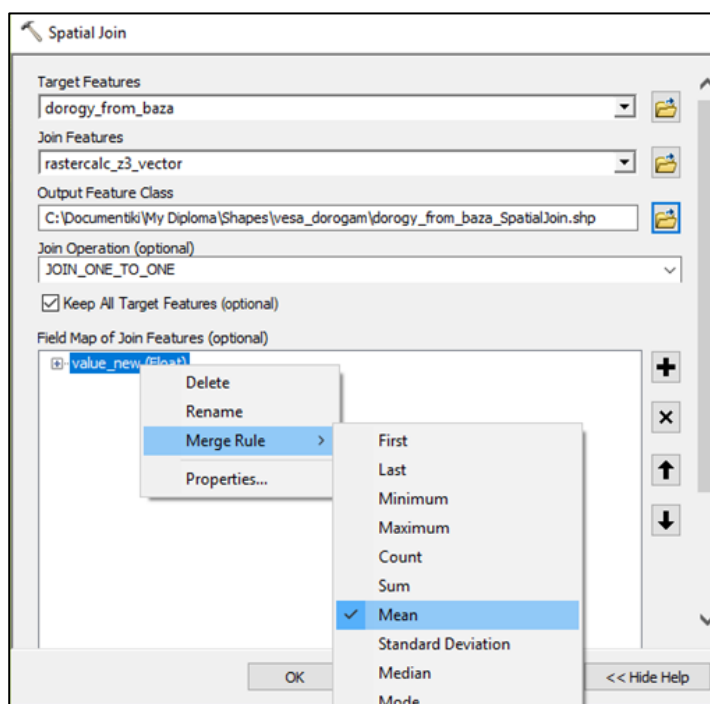 Spatial Join
Target Features
dorogy_from_baza
Join Features
rastercalc_z3_vector
Output Feature Class
C:\Documentiki\My Diploma\Shapes\vesa_dorogam\dorogy_from_baza_SpatialJoin.shp
Join Operation (optional)
JOIN_ONE_TO_ONE
Keep All Target Features (optional)
Field Map of Join Features (optional)
value_new (Float)
Delete
Rename
Merge Rule
Properties...
First
Last
Minimum
Maximum
Count
Sum
Mean
Standard Deviation
Median
Mode
OK
<< Hide Help